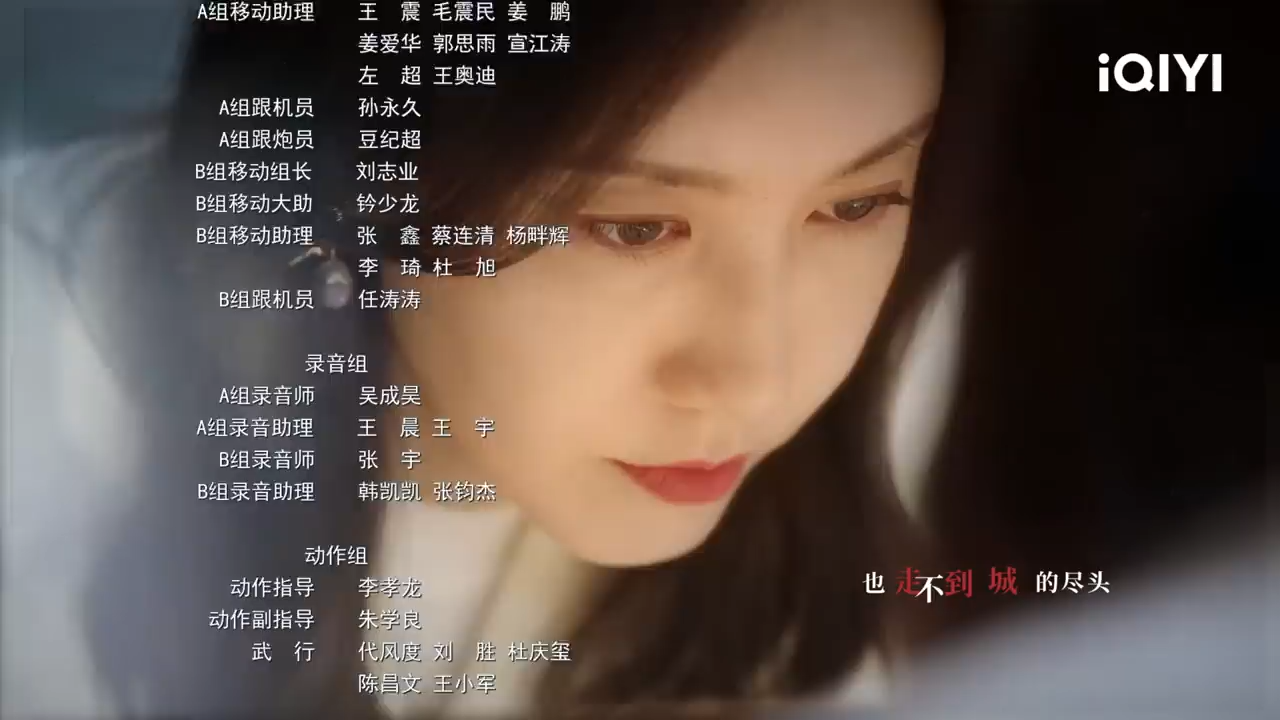 A组移动助理 王 震 毛震民 姜 鹏
姜爱华 郭思雨 宣江涛
左 超 王奥迪
A组跟机员 孙永久
A组跟炮员 豆纪超
B组移动组长 刘志业
B组移动大助 钤少龙
B组移动助理 张 鑫 蔡连清 杨畔辉
李 琦 杜 旭
B组跟机员 任涛涛
录音组
A组录音师 吴成昊
A组录音助理 王 晨 王 宇
B组录音师 张 宇
B组录音助理 韩凯凯 张钧杰
动作组
动作指导 李孝龙
动作副指导 朱学良
武 行 代风度 刘 胜 杜庆玺
陈昌文 王小军
iQIYI
也走不到城的尽头